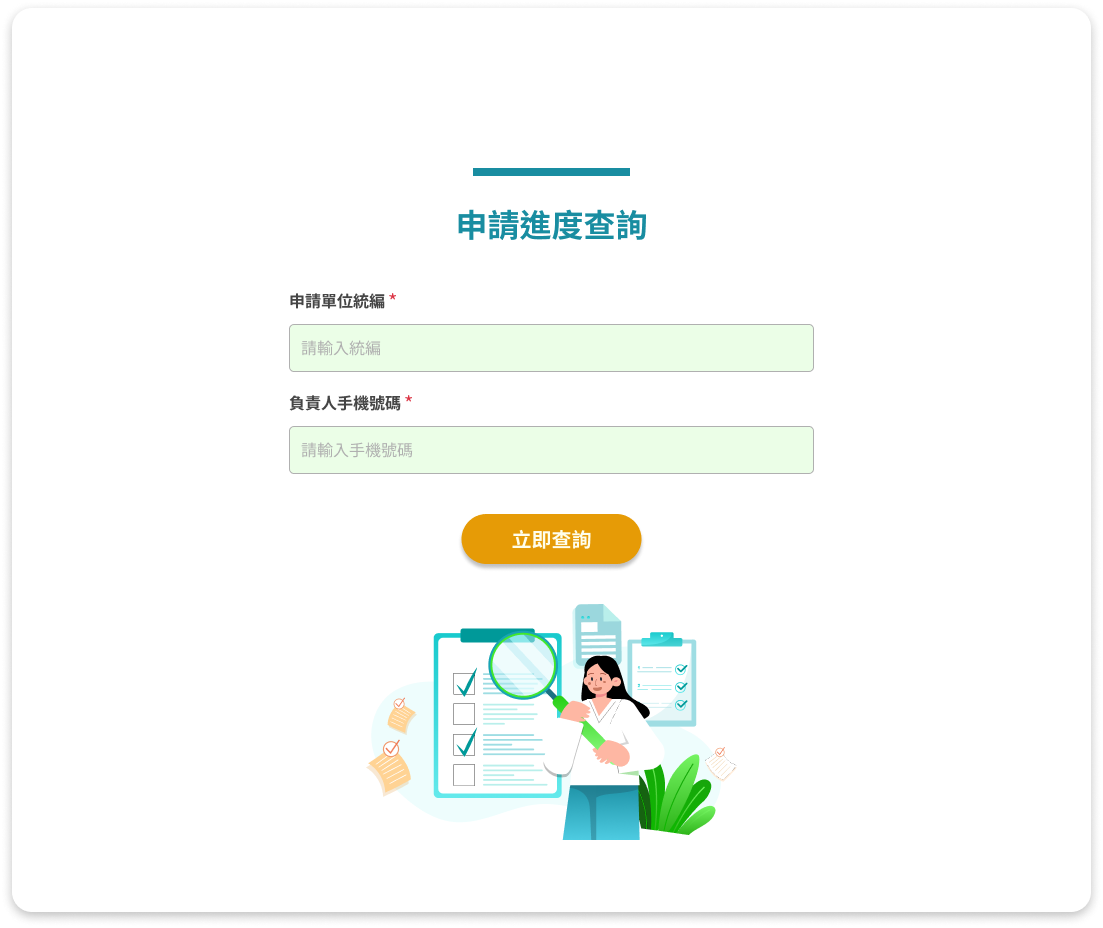 申請進度查詢
申請單位統編 *
請輸入統編
負責人手機號碼 *
請輸入手機號碼
立即查詢